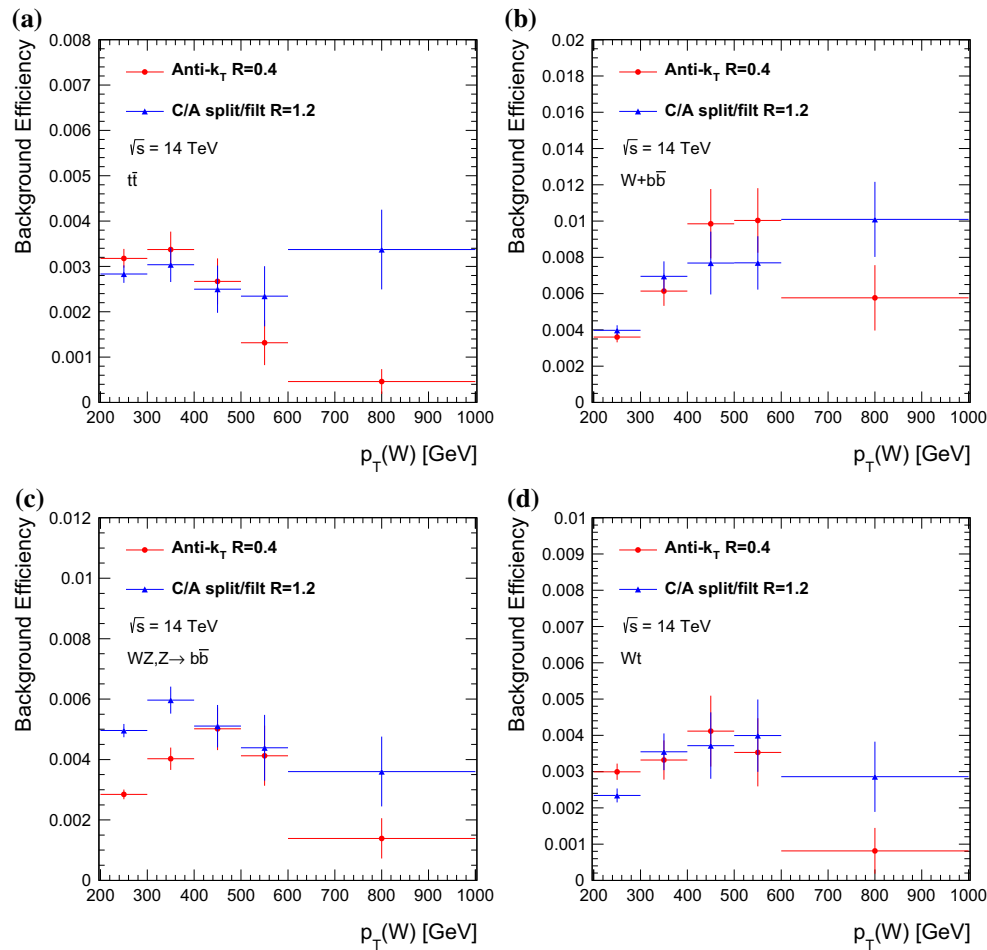 (a)
Background Efficiency
0.008
0.007
0.006
0.005
0.004
0.003
0.002
0.001
0
Anti-k_T R=0.4
C/A split/filt R=1.2
√s = 14 TeV
tt̄
200 300 400 500 600 700 800 900 1000
p_T(W) [GeV]
(b)
Background Efficiency
0.02
0.018
0.016
0.014
0.012
0.01
0.008
0.006
0.004
0.002
0
Anti-k_T R=0.4
C/A split/filt R=1.2
√s = 14 TeV
W+bb̄
200 300 400 500 600 700 800 900 1000
p_T(W) [GeV]
(c)
Background Efficiency
0.012
0.01
0.008
0.006
0.004
0.002
0
Anti-k_T R=0.4
C/A split/filt R=1.2
√s = 14 TeV
WZ,Z→ bb̄
200 300 400 500 600 700 800 900 1000
p_T(W) [GeV]
(d)
Background Efficiency
0.01
0.009
0.008
0.007
0.006
0.005
0.004
0.003
0.002
0.001
0
Anti-k_T R=0.4
C/A split/filt R=1.2
√s = 14 TeV
Wt
200 300 400 500 600 700 800 900 1000
p_T(W) [GeV]